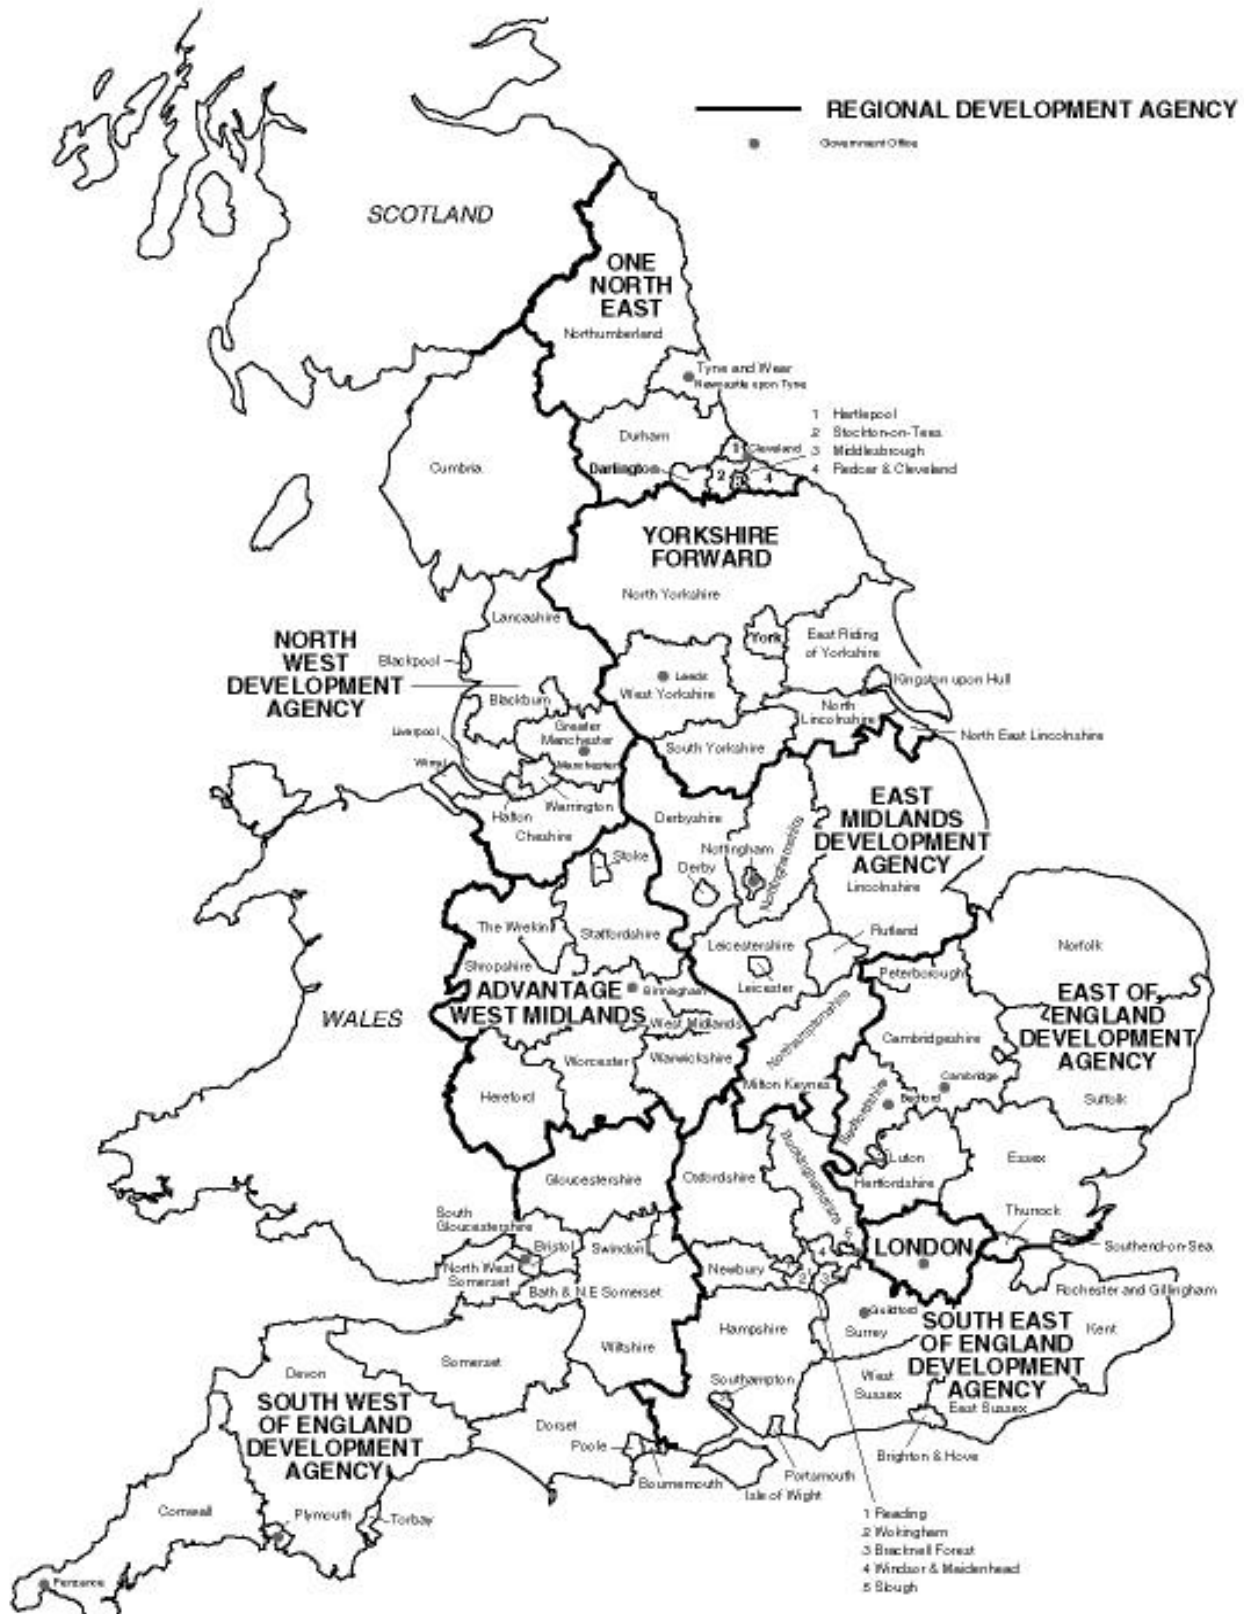 REGIONAL DEVELOPMENT AGENCY
Government Office
SCOTLAND
ONE
NORTH
EAST
Northumberland
Tyne and Wear
Newcastle upon Tyne
1 Hartlepool
2 Stockton-on-Tees
3 Middlesbrough
4 Redcar & Cleveland
Durham
1
Cleveland
Cumbria
Darlington
2
3
4
YORKSHIRE
FORWARD
North Yorkshire
Lancashire
NORTH
WEST
DEVELOPMENT
AGENCY
York
East Riding
of Yorkshire
Blackpool
Leeds
West Yorkshire
Kingston upon Hull
Blackburn
North
Lincolnshire
Liverpool
Greater
Manchester
Manchester
South Yorkshire
North East Lincolnshire
Wirral
Halton
Warrington
Cheshire
Derbyshire
EAST
MIDLANDS
DEVELOPMENT
AGENCY
Lincolnshire
Nottingham
Nottinghamshire
Derby
Stoke
The Wrekin
Staffordshire
Leicestershire
Rutland
Norfolk
Shropshire
Leicester
Peterborough
ADVANTAGE
WEST MIDLANDS
Birmingham
West Midlands
EAST OF
ENGLAND
DEVELOPMENT
AGENCY
WALES
Northamptonshire
Cambridgeshire
Worcester
Warwickshire
Cambridge
Milton Keynes
Hereford
Bedfordshire
Bedford
Suffolk
Buckinghamshire
Luton
Essex
Gloucestershire
Oxfordshire
Hertfordshire
South
Gloucestershire
Thurrock
Bristol
Swindon
5
4
LONDON
Southend-on-Sea
North West
Somerset
Newbury
2
3
Bath & N.E Somerset
Rochester and Gillingham
Guildford
Surrey
SOUTH EAST
OF ENGLAND
DEVELOPMENT
AGENCY
Kent
Hampshire
Wiltshire
Somerset
Devon
Southampton
West
Sussex
East Sussex
SOUTH WEST
OF ENGLAND
DEVELOPMENT
AGENCY
Dorset
Poole
Bournemouth
Brighton & Hove
Portsmouth
Isle of Wight
Cornwall
Plymouth
Torbay
1 Reading
2 Wokingham
3 Bracknell Forest
4 Windsor & Maidenhead
5 Slough
Penzance